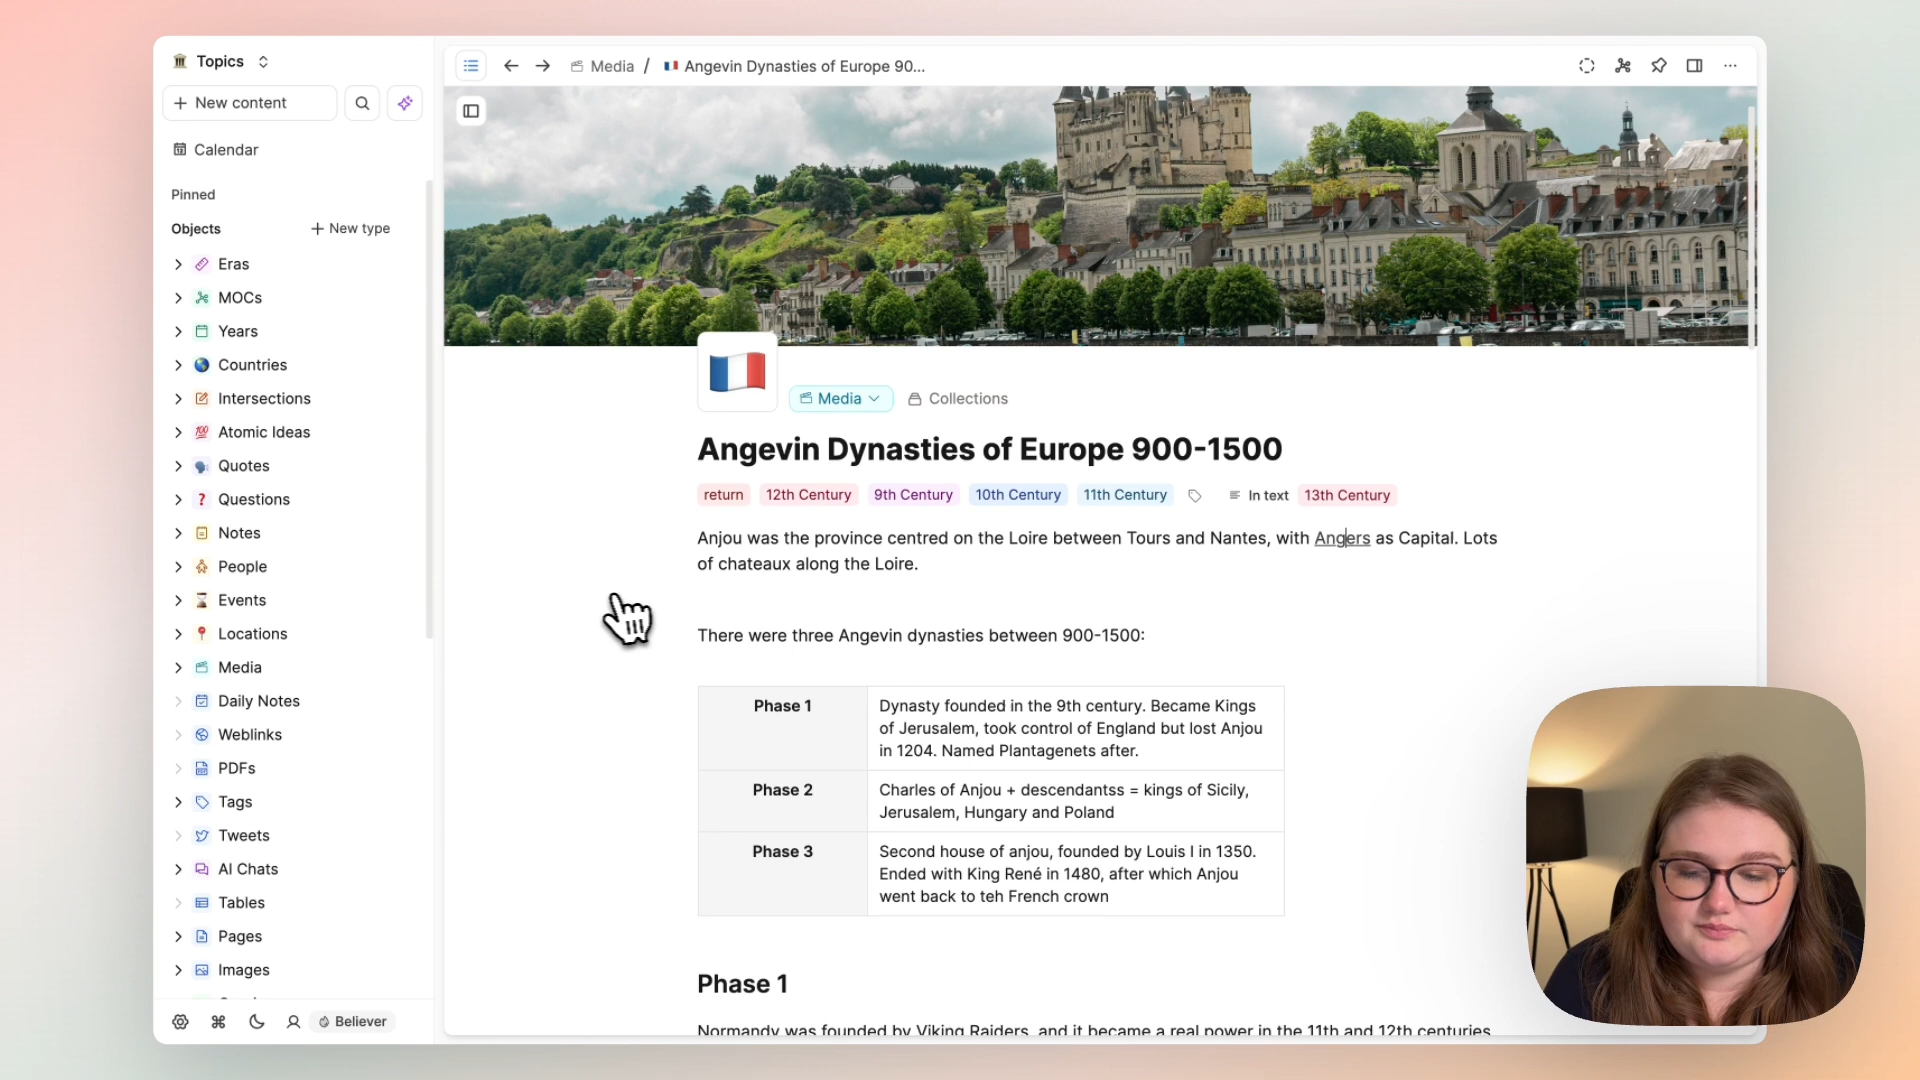 Topics
New content
Calendar
Pinned
Objects
New type
Eras
MOCs
Years
Countries
Intersections
Atomic Ideas
Quotes
Questions
Notes
People
Events
Locations
Media
Daily Notes
Weblinks
PDFs
Tags
Tweets
AI Chats
Tables
Pages
Images
Believer
Media / Angevin Dynasties of Europe 90...
Media
Collections
Angevin Dynasties of Europe 900-1500
return 12th Century 9th Century 10th Century 11th Century In text 13th Century
Anjou was the province centred on the Loire between Tours and Nantes, with Angers as Capital. Lots
of chateaux along the Loire.
There were three Angevin dynasties between 900-1500:
Phase 1
Dynasty founded in the 9th century. Became Kings
of Jerusalem, took control of England but lost Anjou
in 1204. Named Plantagenets after.
Phase 2
Charles of Anjou + descendantss = kings of Sicily,
Jerusalem, Hungary and Poland
Phase 3
Second house of anjou, founded by Louis I in 1350.
Ended with King René in 1480, after which Anjou
went back to teh French crown
Phase 1
Normandy was founded by Viking Raiders, and it became a real power in the 11th and 12th centuries